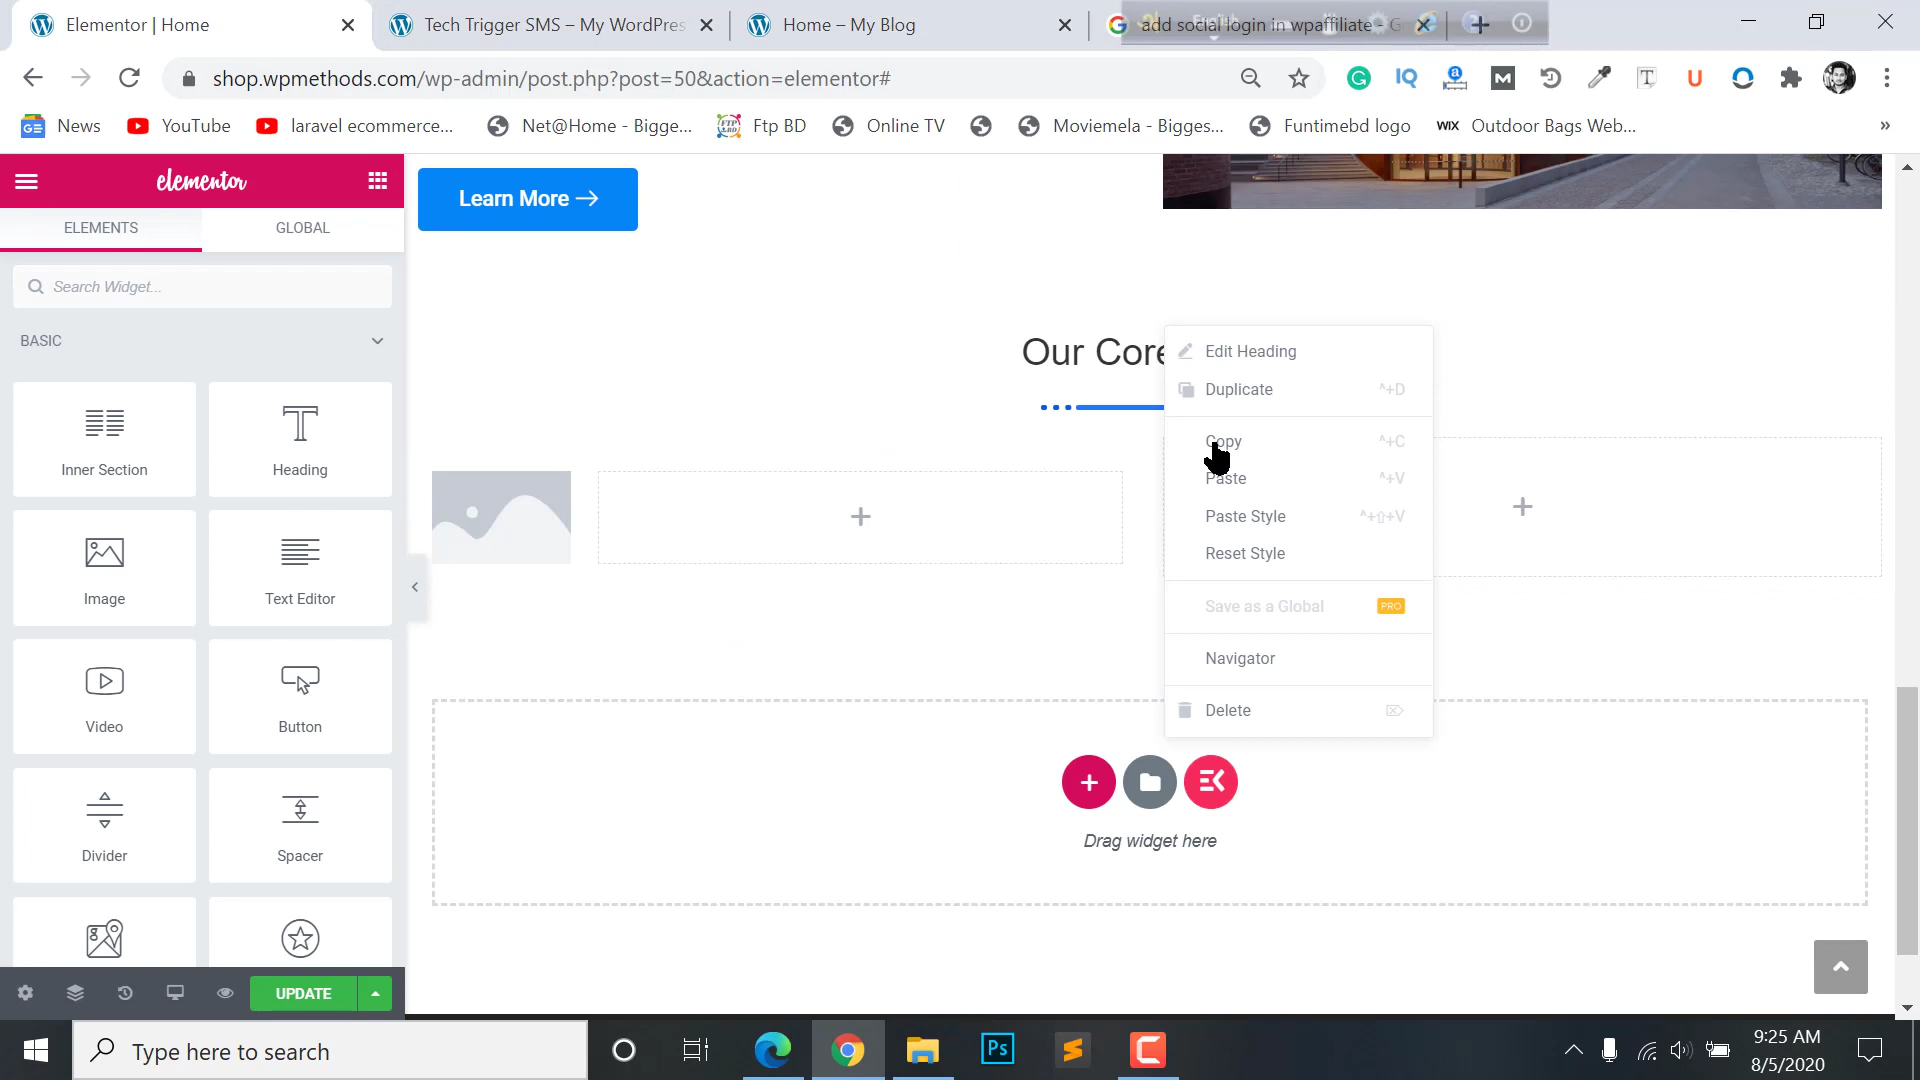 Elementor | Home
Tech Trigger SMS – My WordPres
Home – My Blog
add social login in wpaffiliate - G
shop.wpmethods.com/wp-admin/post.php?post=50&action=elementor#
News
YouTube
laravel ecommerce...
Net@Home - Bigge...
Ftp BD
Online TV
Moviemela - Bigges...
Funtimebd logo
WIX
Outdoor Bags Web...
»
elementor
ELEMENTS
GLOBAL
Search Widget...
BASIC
Inner Section
Heading
Image
Text Editor
Video
Button
Divider
Spacer
UPDATE
Learn More →
Our Core
Edit Heading
Duplicate ^+D
Copy ^+C
Paste ^+V
Paste Style ^+⇧+V
Reset Style
Save as a Global PRO
Navigator
Delete
Drag widget here
Type here to search
Ps
9:25 AM
8/5/2020